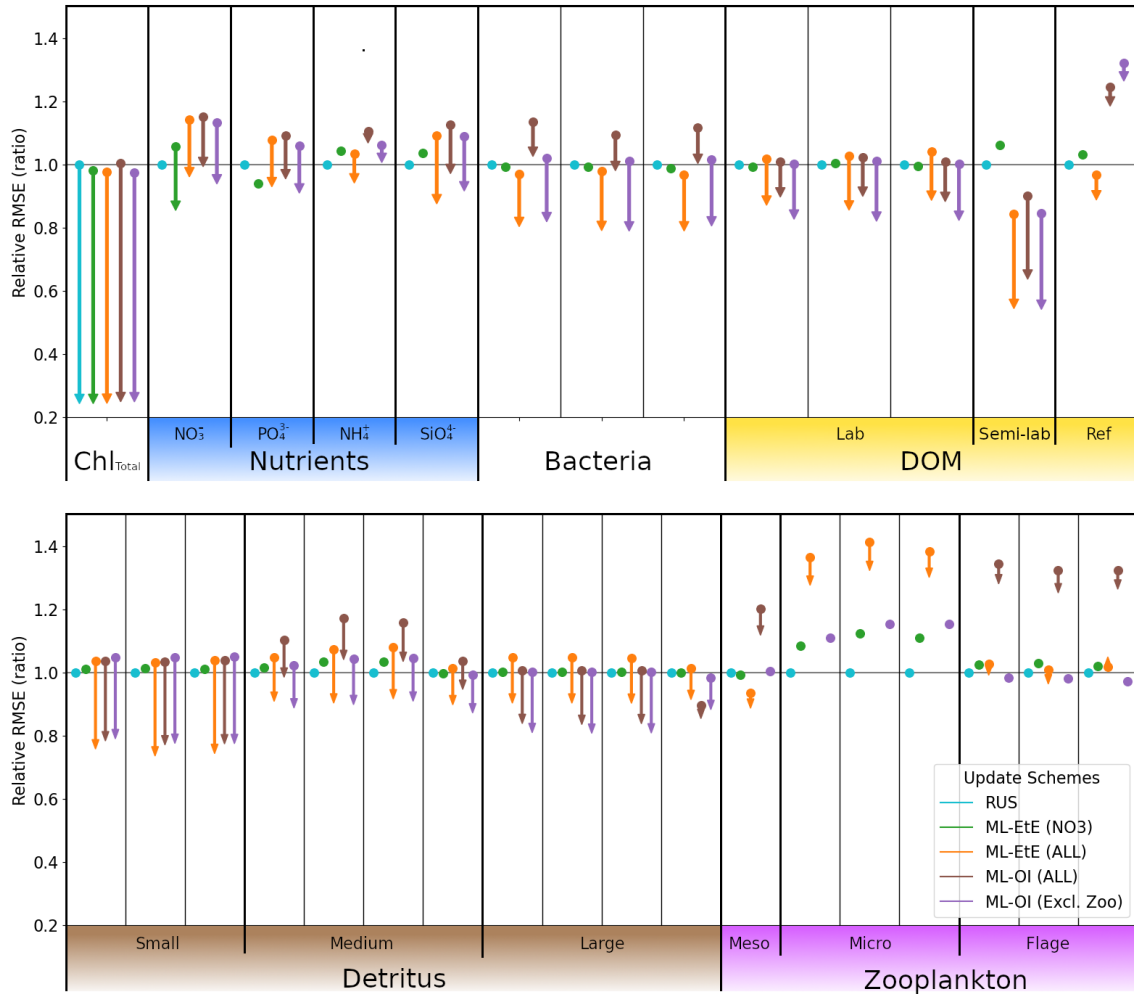 1.4
1.2
1.0
0.8
0.6
0.4
0.2
Relative RMSE (ratio)
NO₃⁻ PO₄³⁻ NH₄⁺ SiO₄⁴⁻ Lab Semi-lab Ref
Chl_Total Nutrients Bacteria DOM
1.4
1.2
1.0
0.8
0.6
0.4
0.2
Relative RMSE (ratio)
Update Schemes
RUS
ML-EtE (NO3)
ML-EtE (ALL)
ML-OI (ALL)
ML-OI (Excl. Zoo)
Small Medium Large Meso Micro Flage
Detritus Zooplankton